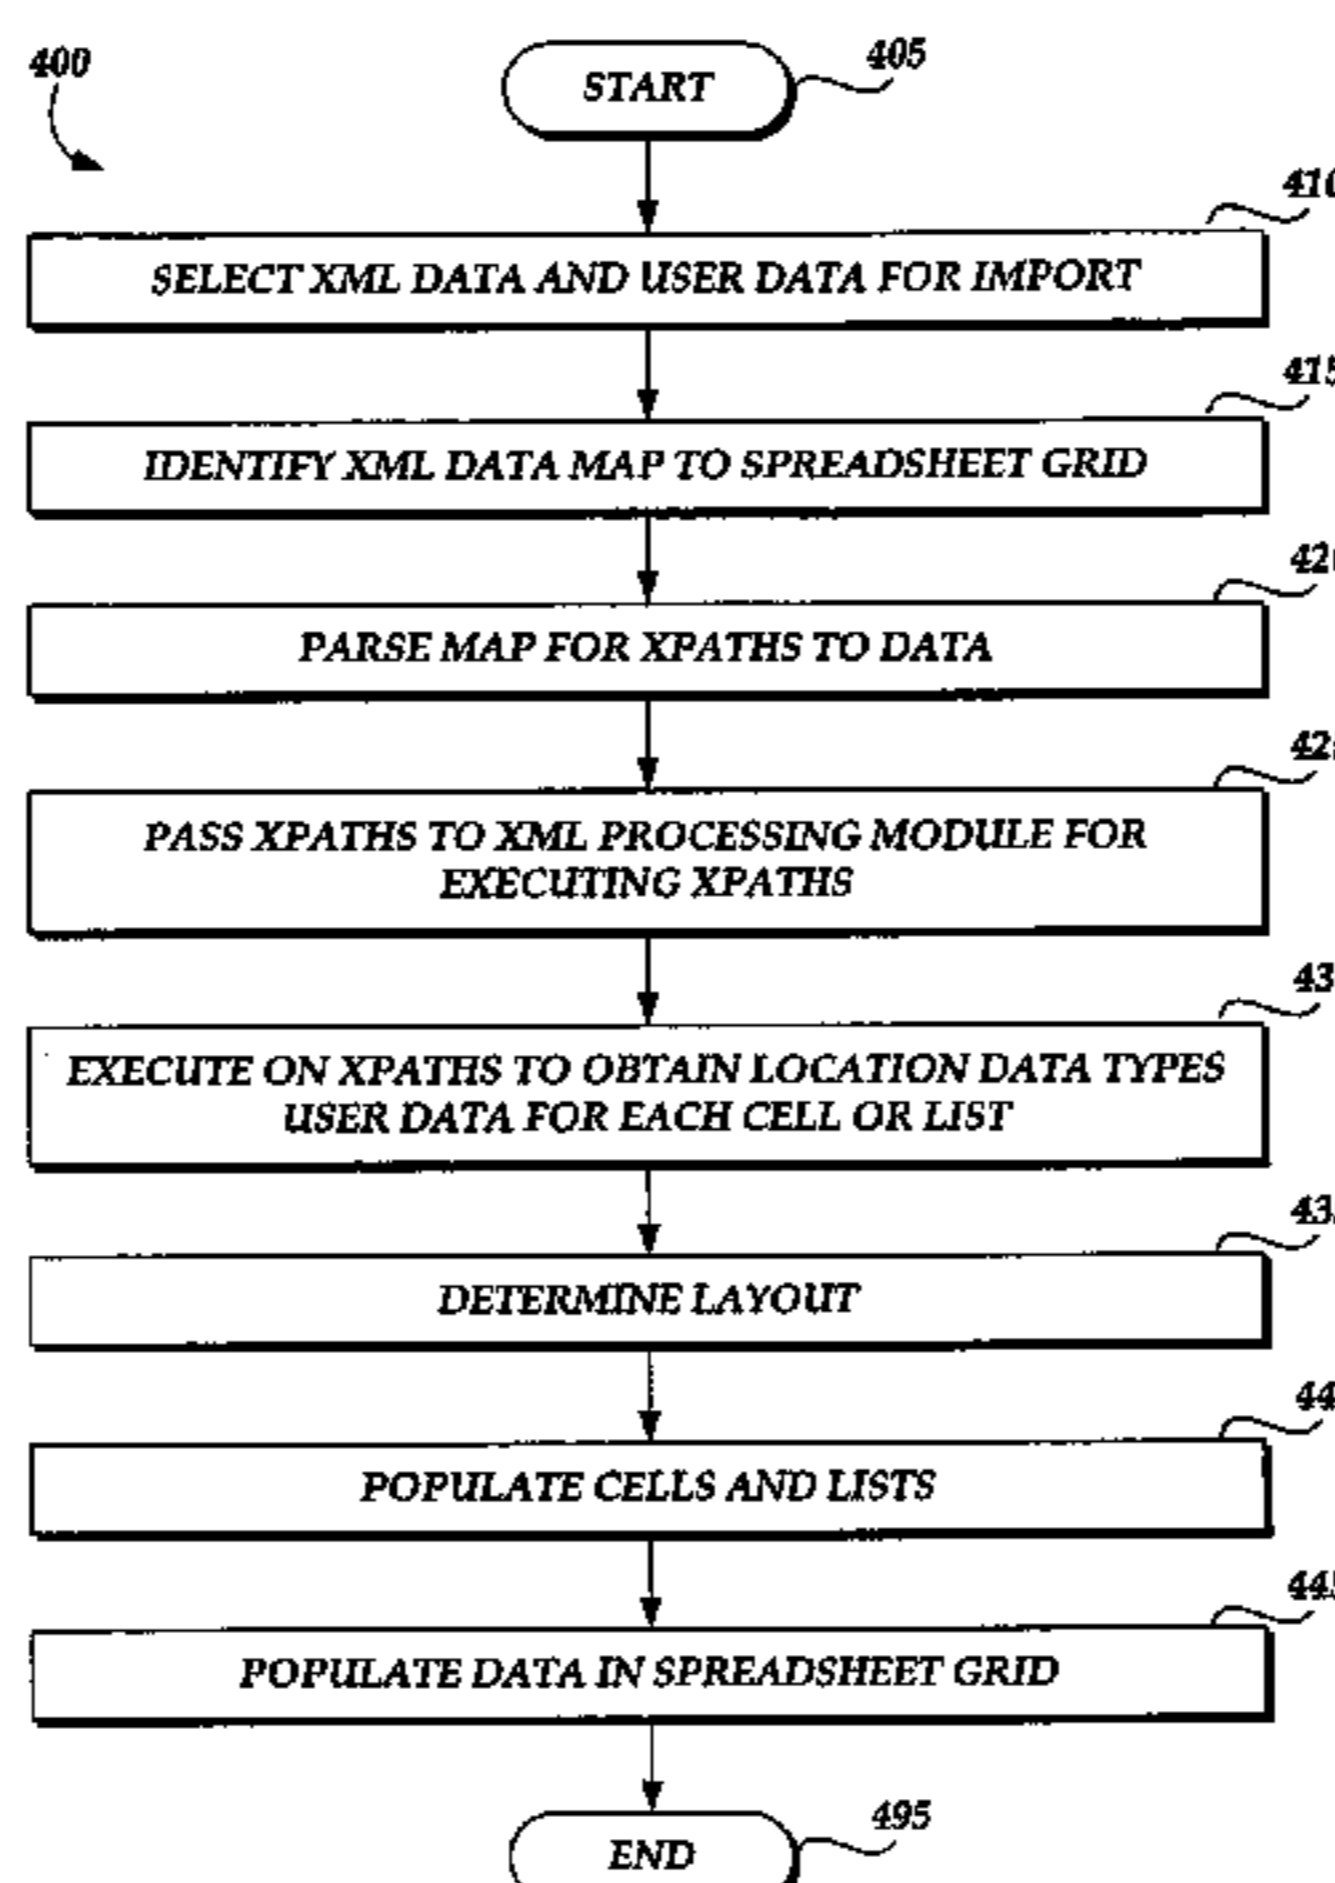 400
START
405
410
SELECT XML DATA AND USER DATA FOR IMPORT
415
IDENTIFY XML DATA MAP TO SPREADSHEET GRID
PARSE MAP FOR XPATHS TO DATA
PASS XPATHS TO XML PROCESSING MODULE FOR
EXECUTING XPATHS
EXECUTE ON XPATHS TO OBTAIN LOCATION DATA TYPES
USER DATA FOR EACH CELL OR LIST
DETERMINE LAYOUT
POPULATE CELLS AND LISTS
445
POPULATE DATA IN SPREADSHEET GRID
END
495